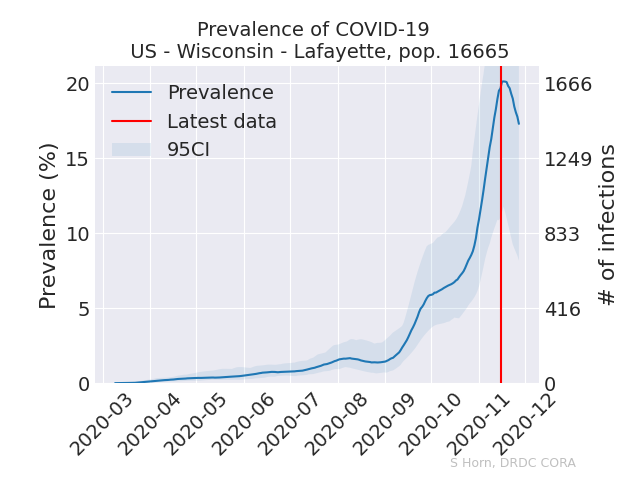 Prevalence of COVID-19
US - Wisconsin - Lafayette, pop. 16665
Prevalence
Latest data
95CI
Prevalence (%)
20
15
10
5
0
1666
1249
833
416
0
# of infections
2020-03
2020-04
2020-05
2020-06
2020-07
2020-08
2020-09
2020-10
2020-11
2020-12
S Horn, DRDC CORA